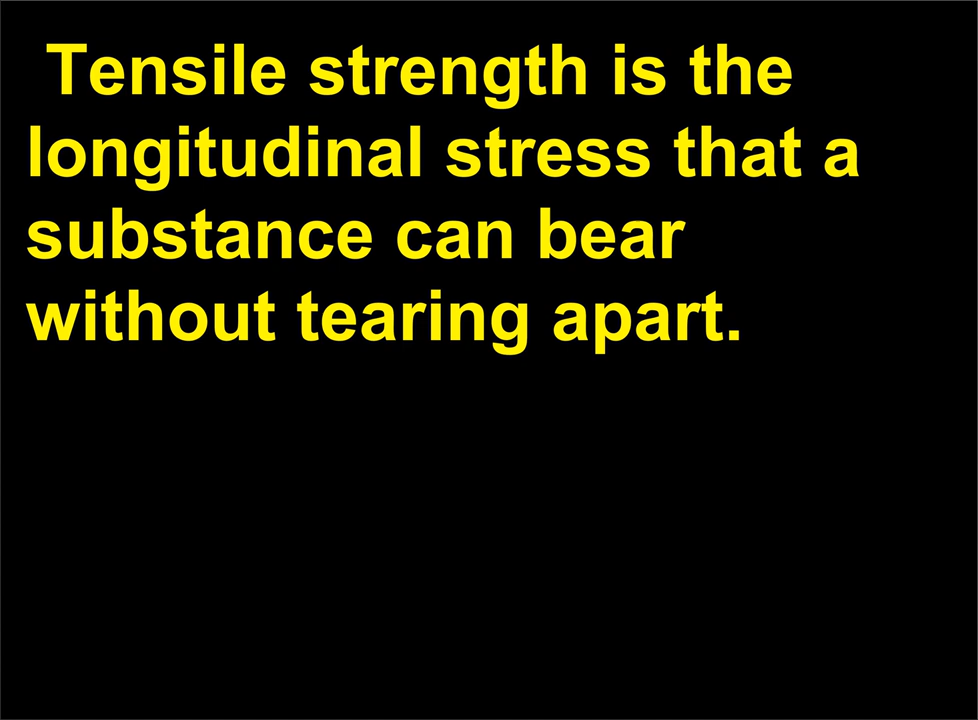 Tensile strength is the
longitudinal stress that a
substance can bear
without tearing apart.